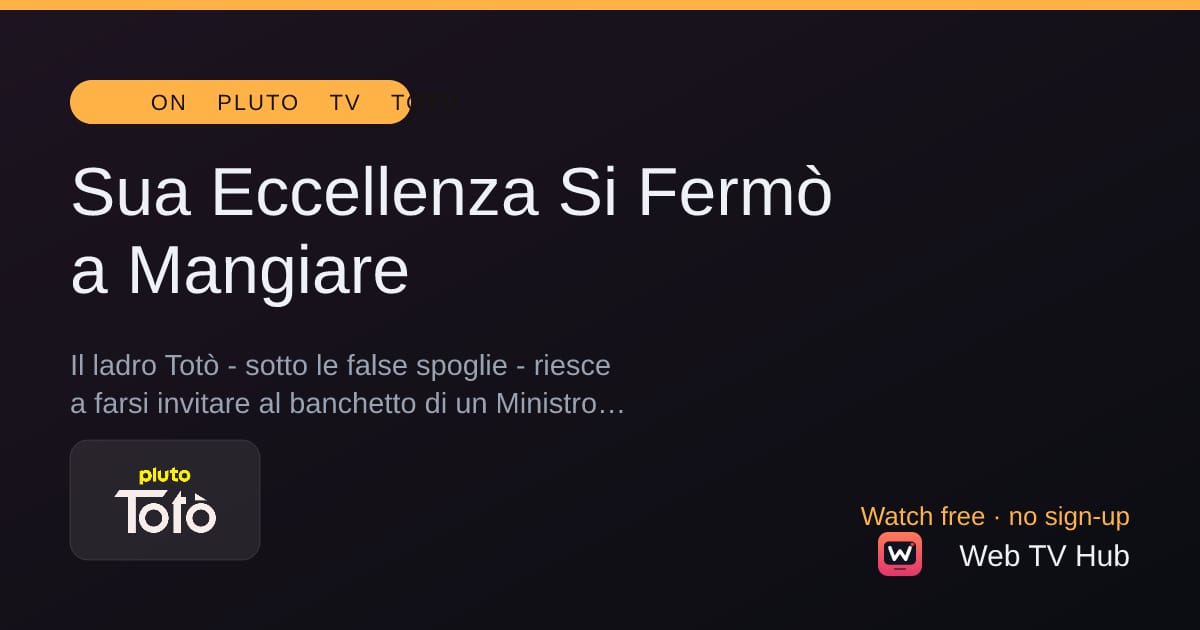 ON PLUTO TV
Sua Eccellenza Si Fermò
a Mangiare
Il ladro Totò - sotto le false spoglie - riesce
a farsi invitare al banchetto di un Ministro…
pluto
Totò
Watch free · no sign-up
W
Web TV Hub